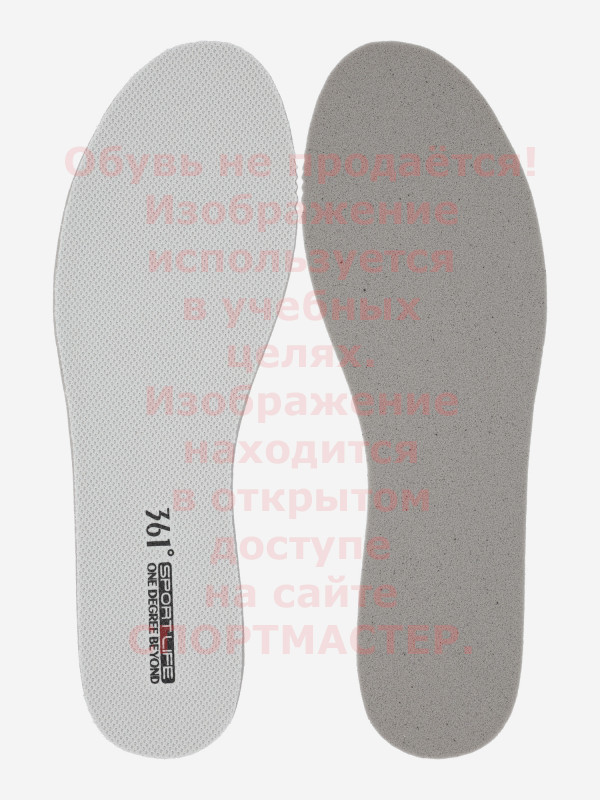 Обувь не продаётся!
Изображение
используется
в учебных
целях.
Изображение
находится
в открытом
доступе
на сайте
СПОРТМАСТЕР.
361°
SPORTLIFE
ONE DEGREE BEYOND